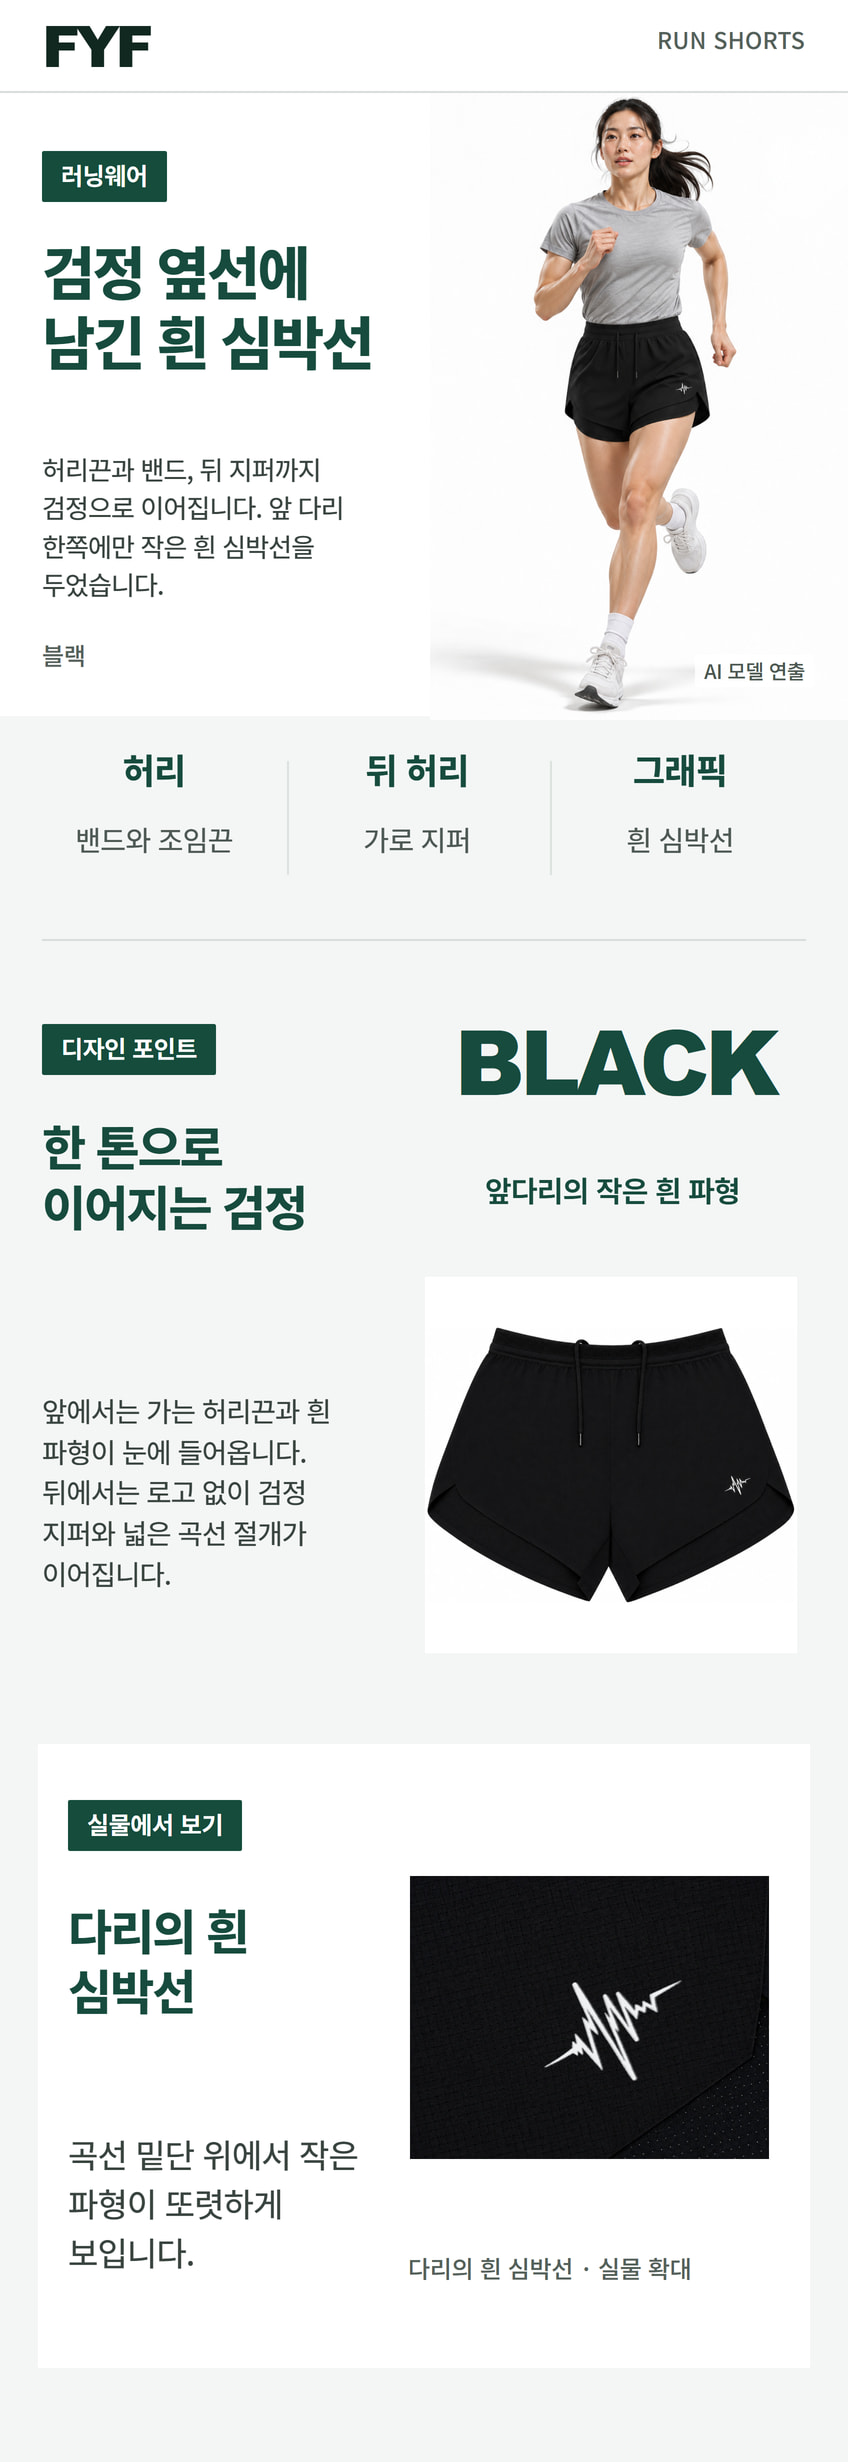 FYF
RUN SHORTS
러닝웨어
검정 옆선에
남긴 흰 심박선
허리끈과 밴드, 뒤 지퍼까지
검정으로 이어집니다. 앞 다리
한쪽에만 작은 흰 심박선을
두었습니다.
블랙
AI 모델 연출
허리
밴드와 조임끈
뒤 허리
가로 지퍼
그래픽
흰 심박선
디자인 포인트
한 톤으로
이어지는 검정
앞에서는 가는 허리끈과 흰
파형이 눈에 들어옵니다.
뒤에서는 로고 없이 검정
지퍼와 넓은 곡선 절개가
이어집니다.
BLACK
앞다리의 작은 흰 파형
실물에서 보기
다리의 흰
심박선
곡선 밑단 위에서 작은
파형이 또렷하게
보입니다.
다리의 흰 심박선 · 실물 확대